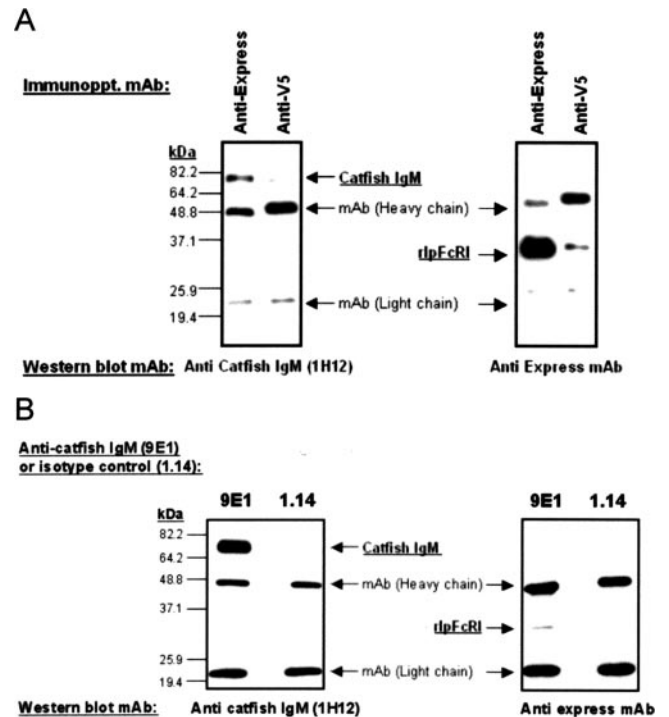 A
Immunoppt. mAb:
Anti-Express
Anti-V5
Anti-Express
Anti-V5
kDa
82.2
64.2
48.8
37.1
25.9
19.4
Catfish IgM
mAb (Heavy chain)
rIpFcRI
mAb (Light chain)
Western blot mAb: Anti Catfish IgM (1H12) Anti Express mAb
B
Anti-catfish IgM (9E1)
or isotype control (1.14):
9E1 1.14 9E1 1.14
kDa
82.2
64.2
48.8
37.1
25.9
19.4
Catfish IgM
mAb (Heavy chain)
rIpFcRI
mAb (Light chain)
Western blot mAb: Anti catfish IgM (1H12) Anti express mAb